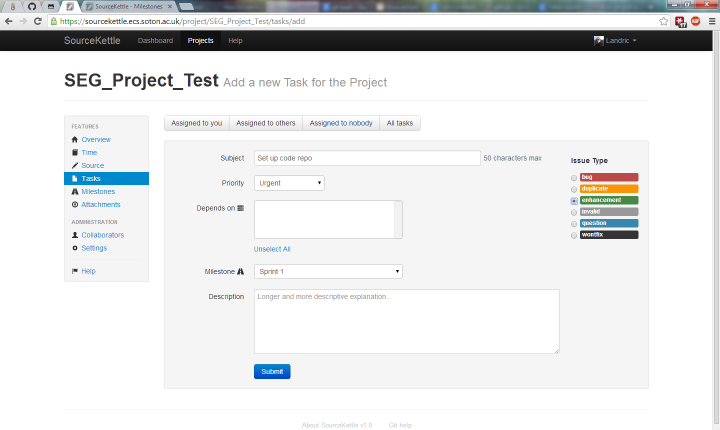 SourceKettle - Milestones
https://sourcekettle.ecs.soton.ac.uk/project/SEG_Project_Test/tasks/add
SourceKettle Dashboard Projects Help Landric
SEG_Project_Test Add a new Task for the Project
FEATURES
Overview
Time
Source
Tasks
Milestones
Attachments
ADMINISTRATION
Collaborators
Settings
Help
Assigned to you Assigned to others Assigned to nobody All tasks
Subject Set up code repo 50 characters max
Priority Urgent
Depends on
Unselect All
Milestone Sprint 1
Description Longer and more descriptive explanation...
Submit
Issue Type
bug
duplicate
enhancement
invalid
question
wontfix
About SourceKettle v1.0 Git help